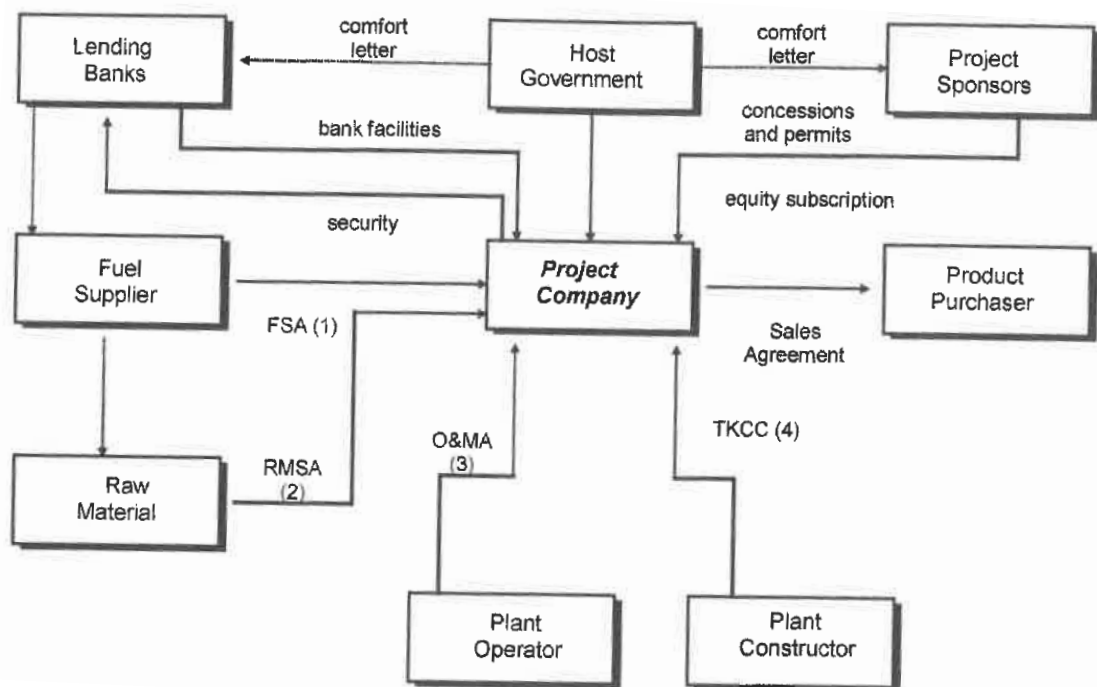 Lending
Banks
comfort
letter
Host
Government
comfort
letter
Project
Sponsors
bank facilities
concessions
and permits
security
equity subscription
Fuel
Supplier
Project
Company
Product
Purchaser
FSA (1)
Sales
Agreement
O&MA
(3)
TKCC (4)
RMSA
(2)
Raw
Material
Plant
Operator
Plant
Constructor